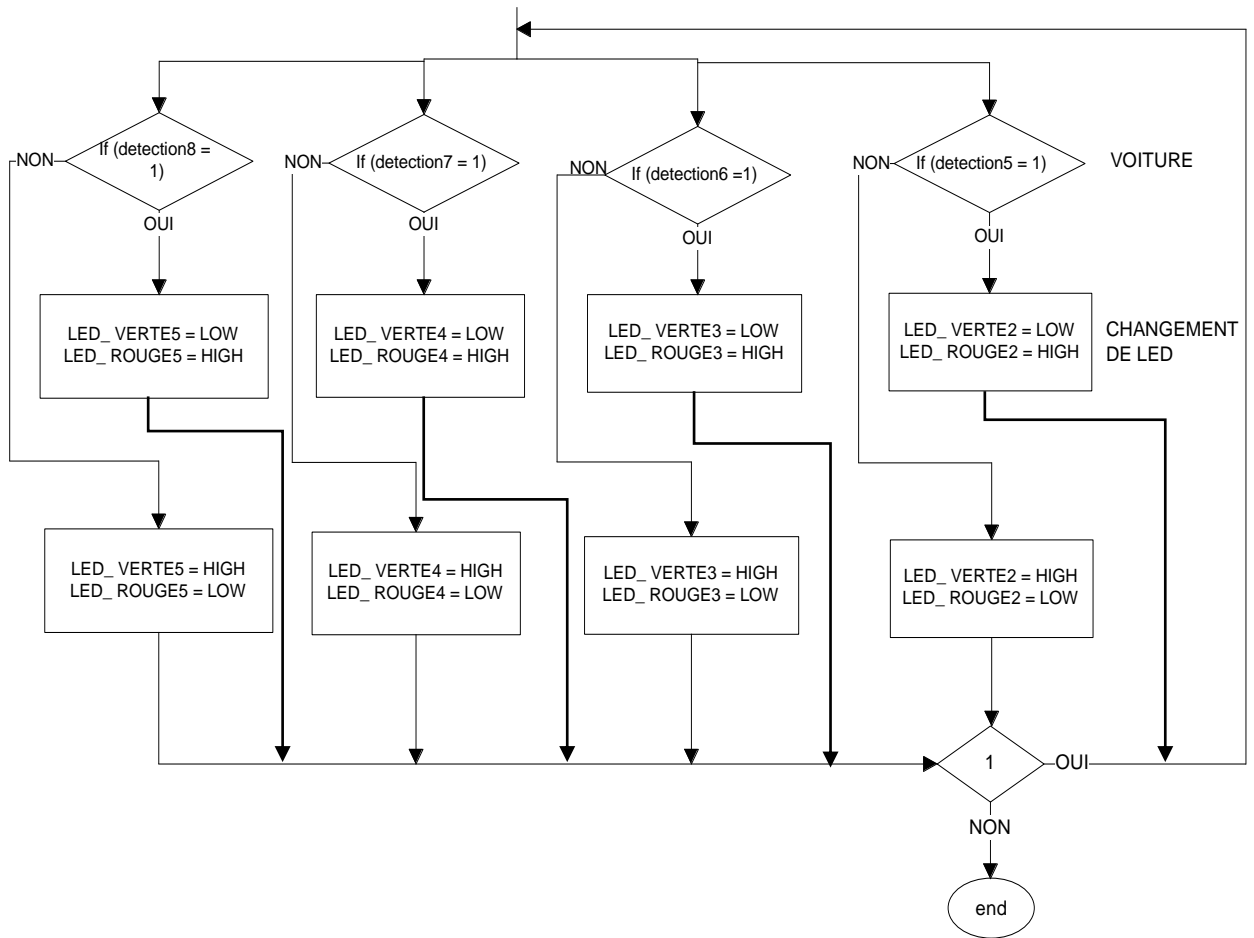 If (detection8 =
1)
NON
OUI
If (detection7 = 1)
NON
OUI
If (detection6 =1)
NON
OUI
If (detection5 = 1)
NON
OUI
VOITURE
LED_ VERTE5 = LOW
LED_ ROUGE5 = HIGH
LED_ VERTE4 = LOW
LED_ ROUGE4 = HIGH
LED_ VERTE3 = LOW
LED_ ROUGE3 = HIGH
LED_ VERTE2 = LOW
LED_ ROUGE2 = HIGH
CHANGEMENT
DE LED
LED_ VERTE5 = HIGH
LED_ ROUGE5 = LOW
LED_ VERTE4 = HIGH
LED_ ROUGE4 = LOW
LED_ VERTE3 = HIGH
LED_ ROUGE3 = LOW
LED_ VERTE2 = HIGH
LED_ ROUGE2 = LOW
1
OUI
NON
end